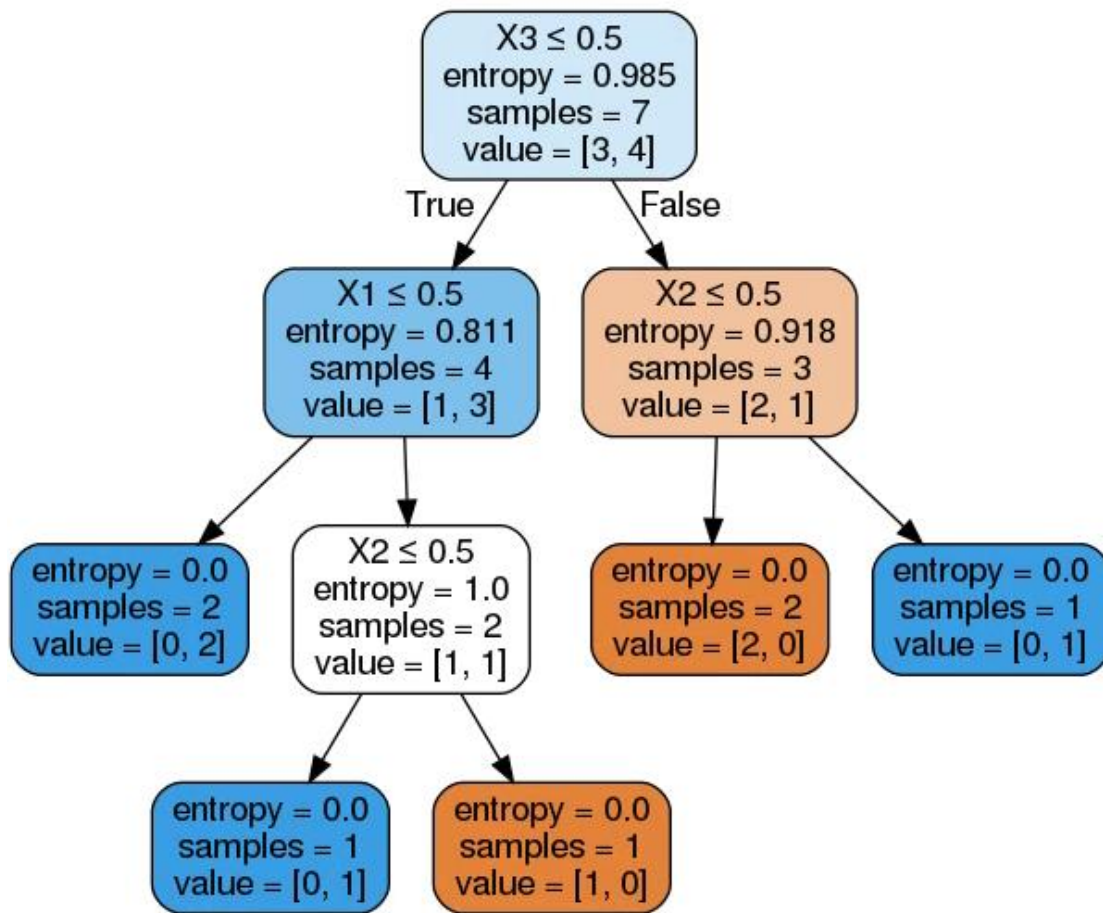 X3 ≤ 0.5
entropy = 0.985
samples = 7
value = [3, 4]
True
False
X1 ≤ 0.5
entropy = 0.811
samples = 4
value = [1, 3]
X2 ≤ 0.5
entropy = 0.918
samples = 3
value = [2, 1]
entropy = 0.0
samples = 2
value = [0, 2]
X2 ≤ 0.5
entropy = 1.0
samples = 2
value = [1, 1]
entropy = 0.0
samples = 2
value = [2, 0]
entropy = 0.0
samples = 1
value = [0, 1]
entropy = 0.0
samples = 1
value = [0, 1]
entropy = 0.0
samples = 1
value = [1, 0]